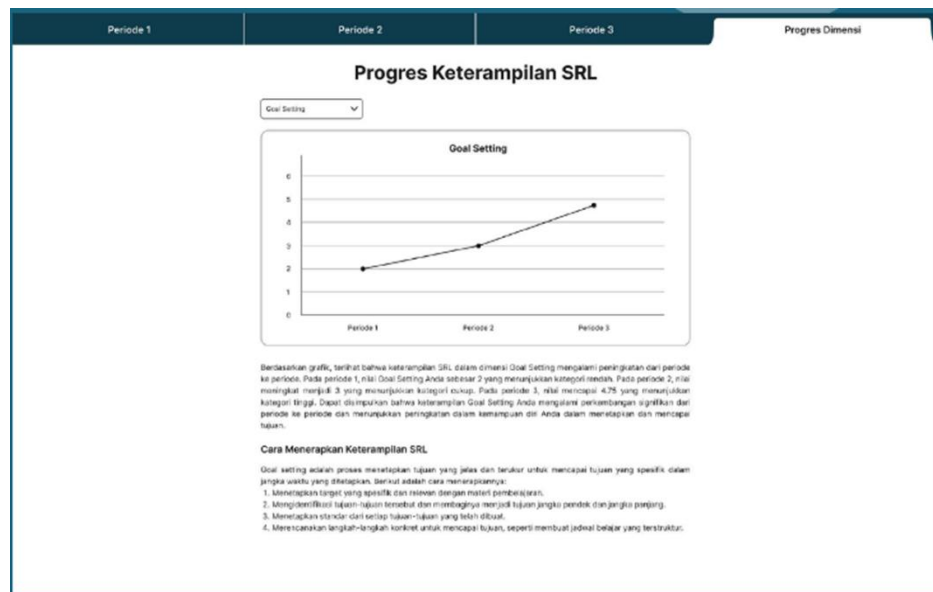 Periode 1
Periode 2
Periode 3
Progres Dimensi
Progres Keterampilan SRL
Goal Setting
Goal Setting
6
5
4
3
2
1
0
Periode 1
Periode 2
Periode 3
Berdasarkan grafik, terlihat bahwa keterampilan SRL dalam dimensi Goal Setting mengalami peningkatan dari periode
ke periode. Pada periode 1, nilai Goal Setting Anda sebesar 2 yang menunjukkan kategori rendah. Pada periode 2, nilai
meningkat menjadi 3 yang menunjukkan kategori cukup. Pada periode 3, nilai mencapai 4.75 yang menunjukkan
kategori tinggi. Dapat disimpulkan bahwa keterampilan Goal Setting Anda mengalami perkembangan signifikan dari
periode ke periode dan menunjukkan peningkatan dalam kemampuan diri Anda dalam menetapkan dan mencapai
tujuan.
Cara Menerapkan Keterampilan SRL
Goal setting adalah proses menetapkan tujuan yang jelas dan terukur untuk mencapai tujuan yang spesifik dalam
jangka waktu yang ditetapkan. Berikut adalah cara menerapkannya:
1. Menetapkan target yang spesifik dan relevan dengan materi pembelajaran.
2. Mengidentifikasi tujuan-tujuan tersebut dan membaginya menjadi tujuan jangka pendek dan jangka panjang.
3. Menetapkan standar dari setiap tujuan-tujuan yang telah dibuat.
4. Merencanakan langkah-langkah konkret untuk mencapai tujuan, seperti membuat jadwal belajar yang terstruktur.